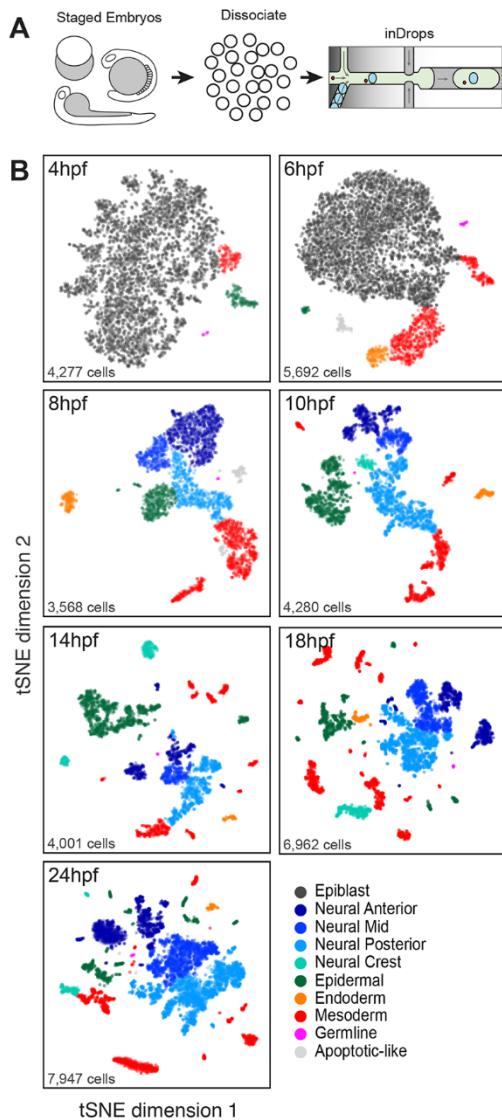 A
Staged Embryos
Dissociate
inDrops
B
4hpf
4,277 cells
6hpf
5,692 cells
8hpf
3,568 cells
10hpf
4,280 cells
14hpf
4,001 cells
18hpf
6,962 cells
24hpf
7,947 cells
Epiblast
Neural Anterior
Neural Mid
Neural Posterior
Neural Crest
Epidermal
Endoderm
Mesoderm
Germline
Apoptotic-like
tSNE dimension 2
tSNE dimension 1